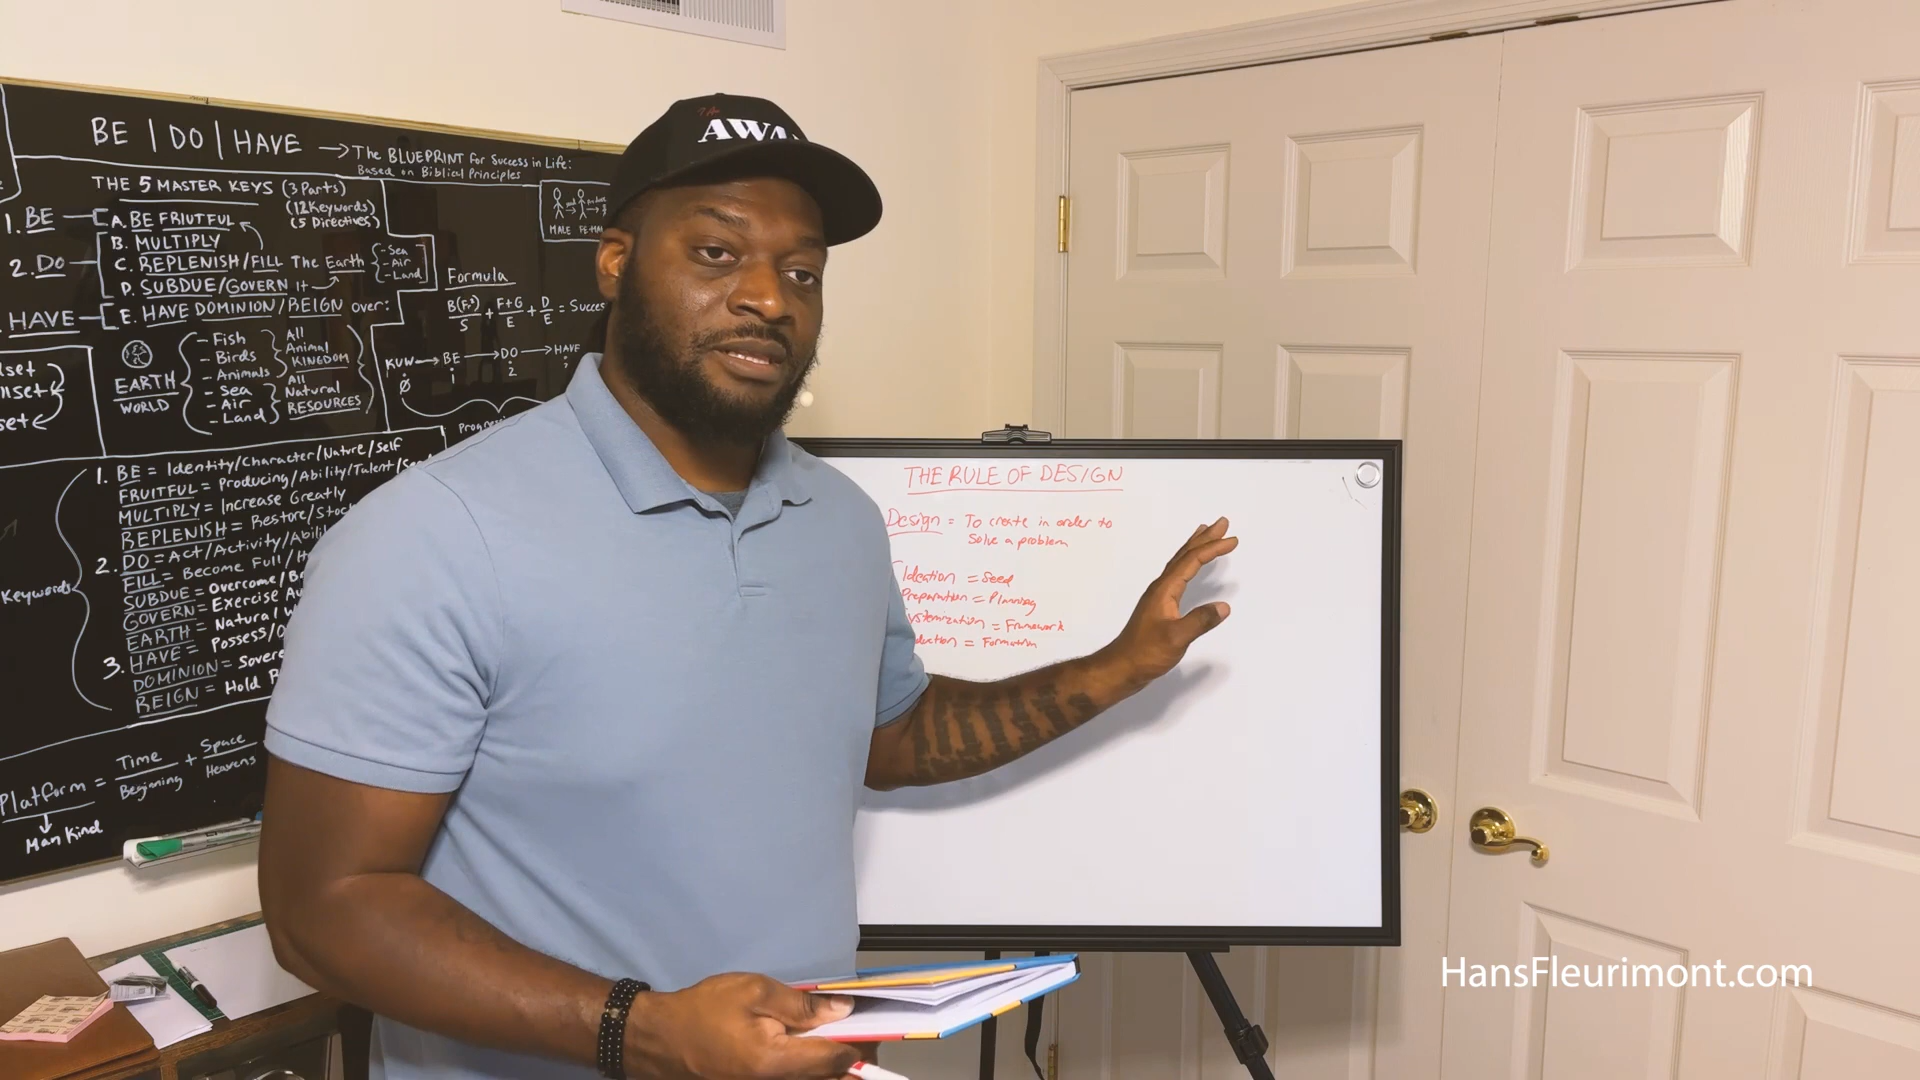 BE | DO | HAVE → The BLUEPRINT for Success in Life:
Based on Biblical Principles
THE 5 MASTER KEYS (3 Parts)
(12 Keywords)
(5 Directives)
1. BE
A. BE FRIUTFUL
B. MULTIPLY
2. DO
C. REPLENISH/FILL The Earth
- Sea
- Air
- Land
D. SUBDUE/GOVERN It
HAVE
E. HAVE DOMINION/REIGN over:
MALE
EARTH
WORLD
- Fish
- Birds
- Animals
- Sea
- Air
- Land
All
Animal
KINGDOM
All
Natural
RESOURCES
Formula
F+G
E
D
E
S
KUW → BE → DO → HAVE
0 1 2
Keywords
1. BE = Identity/Character/Nature/Self
FRUITFUL = Producing/Ability/Talent/
MULTIPLY = Increase Greatly
REPLENISH = Restore/
2. DO = Act/Activity/
FILL = Become Full/
SUBDUE = Overcome/
GOVERN = Exercise
EARTH = Natural
3. HAVE = Possess/
DOMINION =
REIGN = Hold
Platform = Time + Space
Beginning Heavens
Man Kind
I Am
THE RULE OF DESIGN
Design = To create in order to
Solve a problem
Ideation = Seed
Preparation = Planning
= Framework
= Formation
HansFleurimont.com